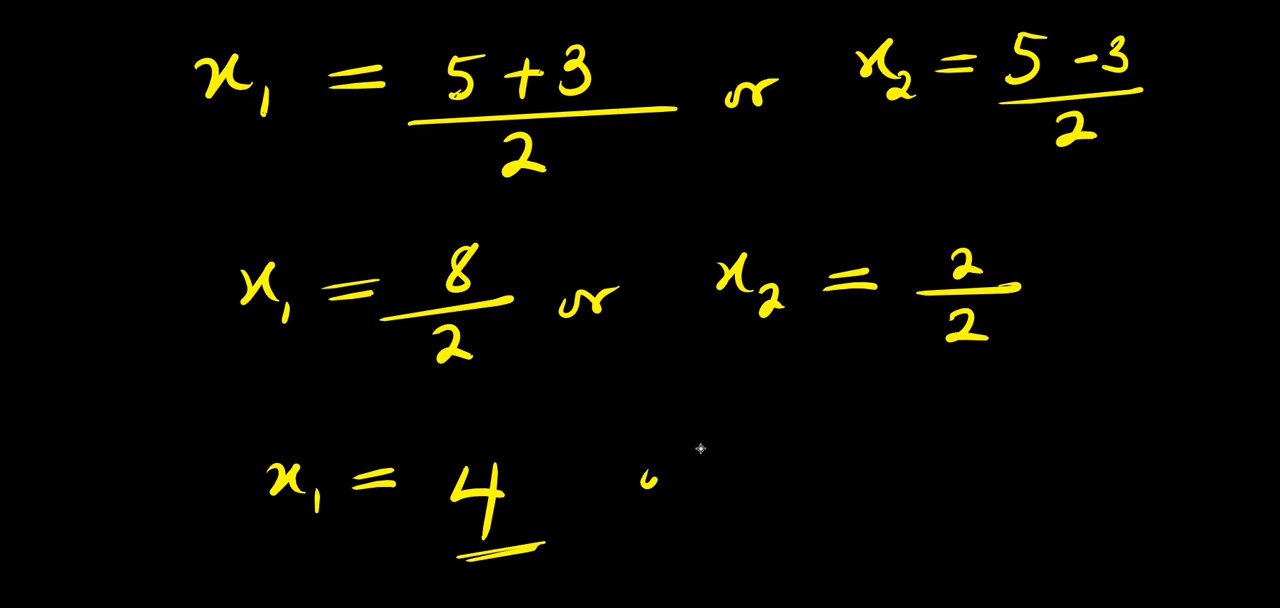 x₁ = (5 + 3)/2 or x₂ = (5 - 3)/2
x₁ = 8/2 or x₂ = 2/2
x₁ = 4